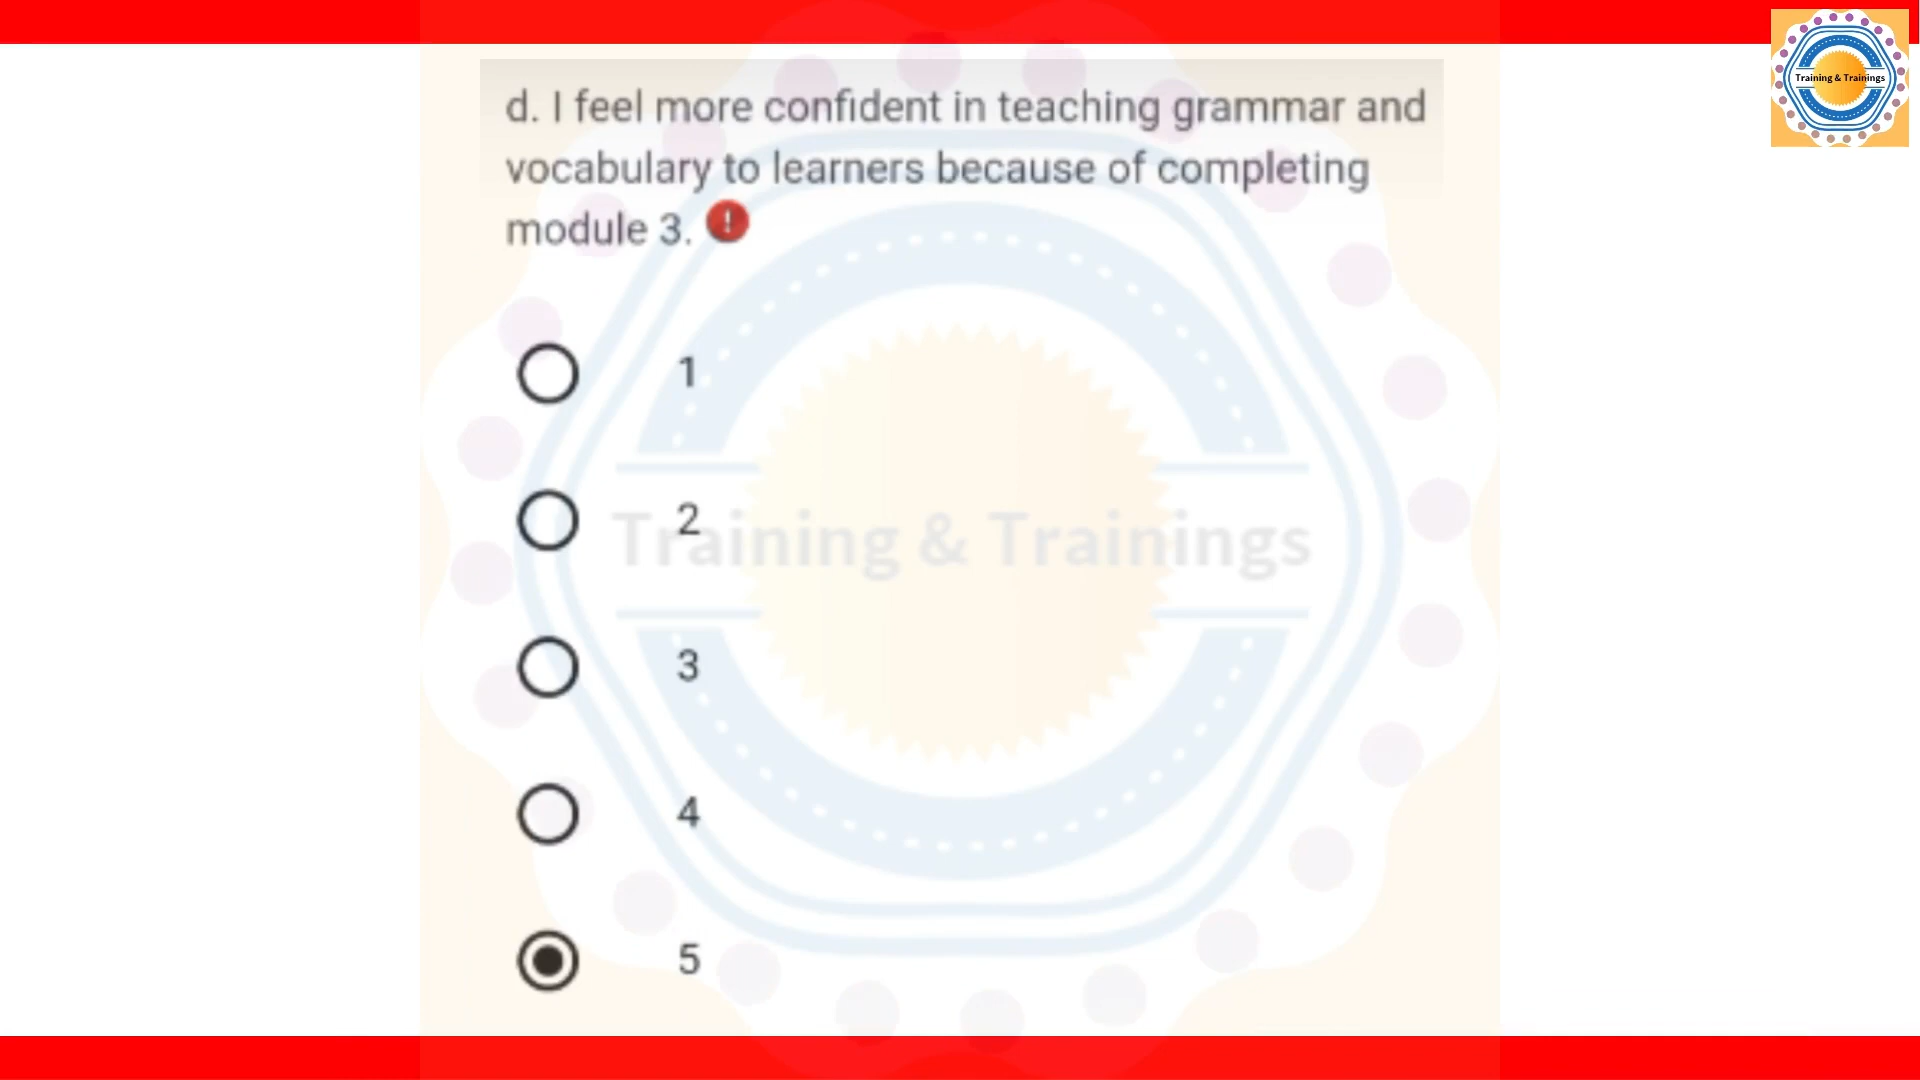 Training & Trainings
d. I feel more confident in teaching grammar and
vocabulary to learners because of completing
module 3. !
1
2
Training & Trainings
3
4
5